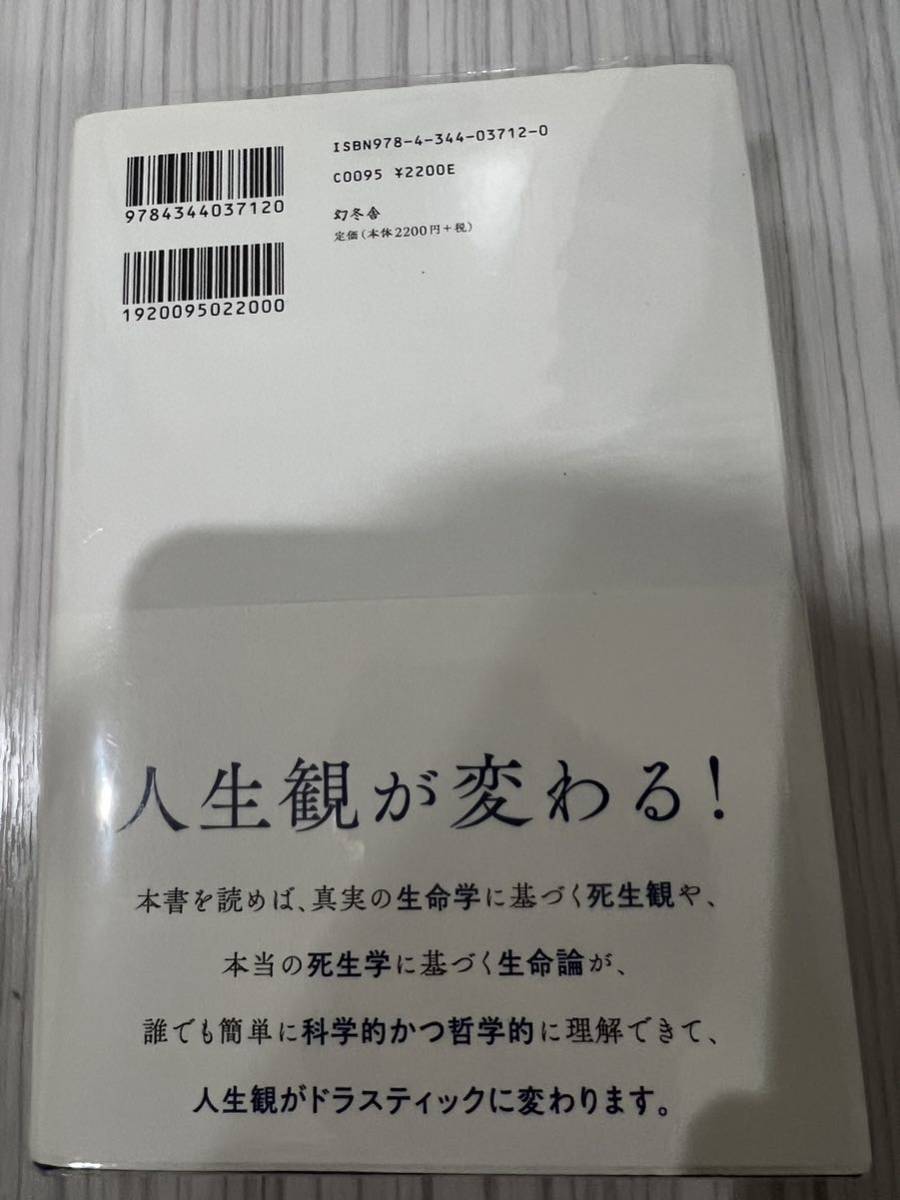 ISBN978-4-344-03712-0
C0095 ¥2200E
9784344037120
幻冬舎
定価(本体2200円+税)
1920095022000
人生観が変わる!
本書を読めば、真実の生命学に基づく死生観や、
本当の死生学に基づく生命論が、
誰でも簡単に科学的かつ哲学的に理解できて、
人生観がドラスティックに変わります。